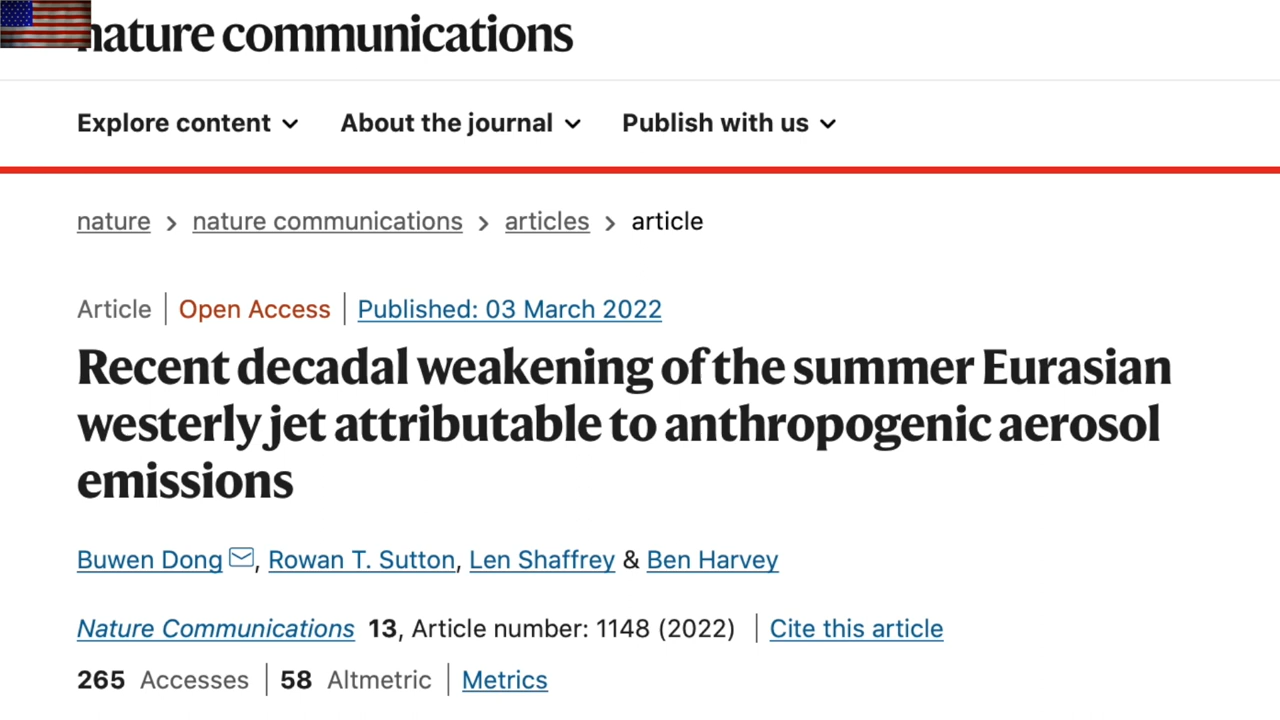 nature communications
Explore content About the journal Publish with us
nature > nature communications > articles > article
Article | Open Access | Published: 03 March 2022
Recent decadal weakening of the summer Eurasian
westerly jet attributable to anthropogenic aerosol
emissions
Buwen Dong, Rowan T. Sutton, Len Shaffrey & Ben Harvey
Nature Communications 13, Article number: 1148 (2022) | Cite this article
265 Accesses | 58 Altmetric | Metrics